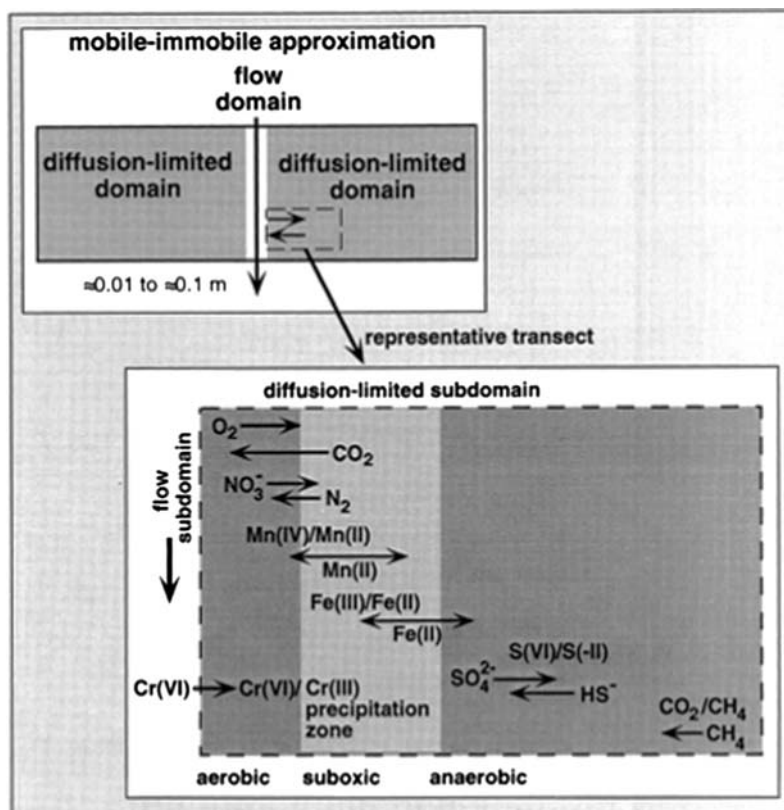 mobile-immobile approximation
flow
domain
diffusion-limited
domain
diffusion-limited
domain
≈0.01 to ≈0.1 m
representative transect
diffusion-limited subdomain
flow
subdomain
O₂
CO₂
NO₃⁻
N₂
Mn(IV)/Mn(II)
Mn(II)
Fe(III)/Fe(II)
Fe(II)
S(VI)/S(-II)
SO₄²⁻
HS⁻
Cr(VI)
Cr(VI)/
Cr(III)
precipitation
zone
CO₂/CH₄
CH₄
aerobic
suboxic
anaerobic